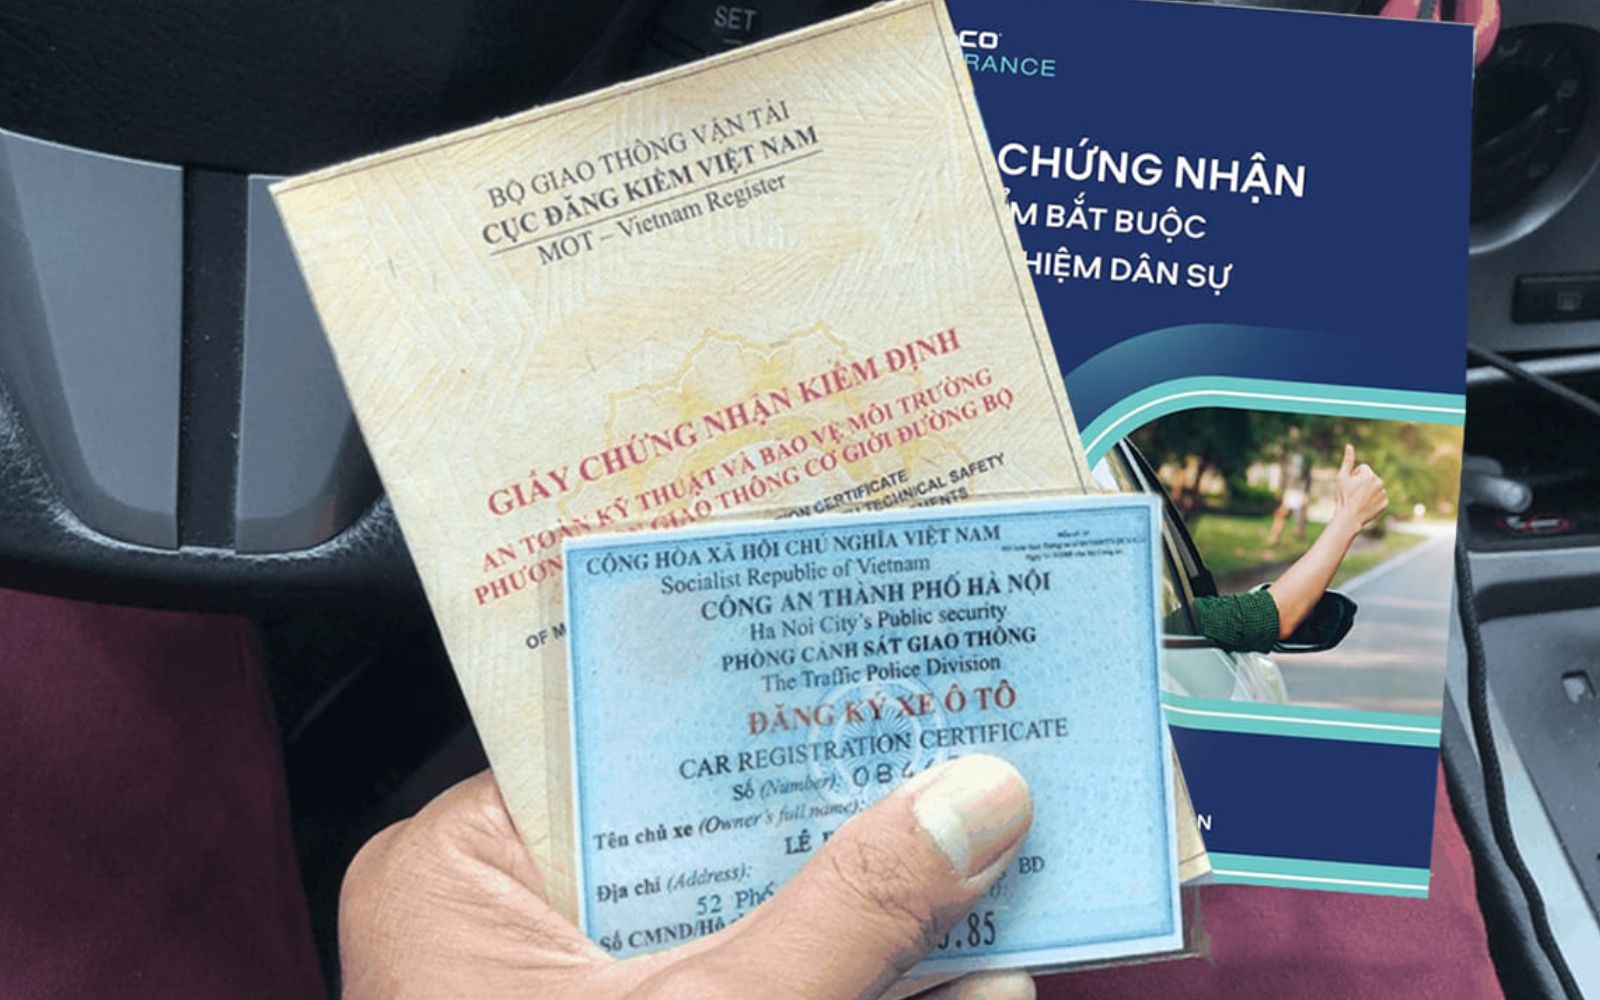 SET
BỘ GIAO THÔNG VẬN TẢI
CỤC ĐĂNG KIỂM VIỆT NAM
MOT – Vietnam Register
GIẤY CHỨNG NHẬN KIỂM ĐỊNH
AN TOÀN KỸ THUẬT VÀ BẢO VỆ MÔI TRƯỜNG
PHƯƠN GIAO THÔNG CƠ GIỚI ĐƯỜNG BỘ
CERTIFICATE
TECHNICAL SAFETY
OF M
CỘNG HÒA XÃ HỘI CHỦ NGHĨA VIỆT NAM
Socialist Republic of Vietnam
CÔNG AN THÀNH PHỐ HÀ NỘI
Ha Noi City's Public security
PHÒNG CẢNH SÁT GIAO THÔNG
The Traffic Police Division
ĐĂNG KÝ XE Ô TÔ
CAR REGISTRATION CERTIFICATE
Số (Number): 084
Tên chủ xe (Owner's full name):
LÊ
Địa chỉ (Address): BD
52 Phố
Số CMND/Hộ .85
CO
RANCE
CHỨNG NHẬN
ỂM BẮT BUỘC
HIỆM DÂN SỰ
N